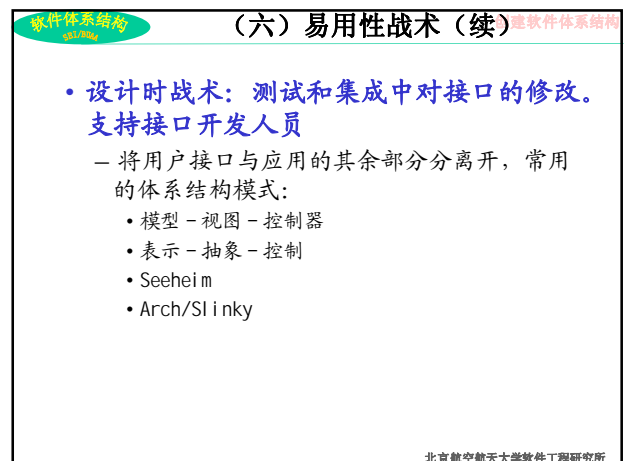 软件体系结构
SEI/BUAA
（六）易用性战术（续）
建软件体系结构
• 设计时战术：测试和集成中对接口的修改。
支持接口开发人员
– 将用户接口与应用的其余部分分离开，常用
的体系结构模式：
• 模型－视图－控制器
• 表示－抽象－控制
• Seeheim
• Arch/Slinky
北京航空航天大学软件工程研究所